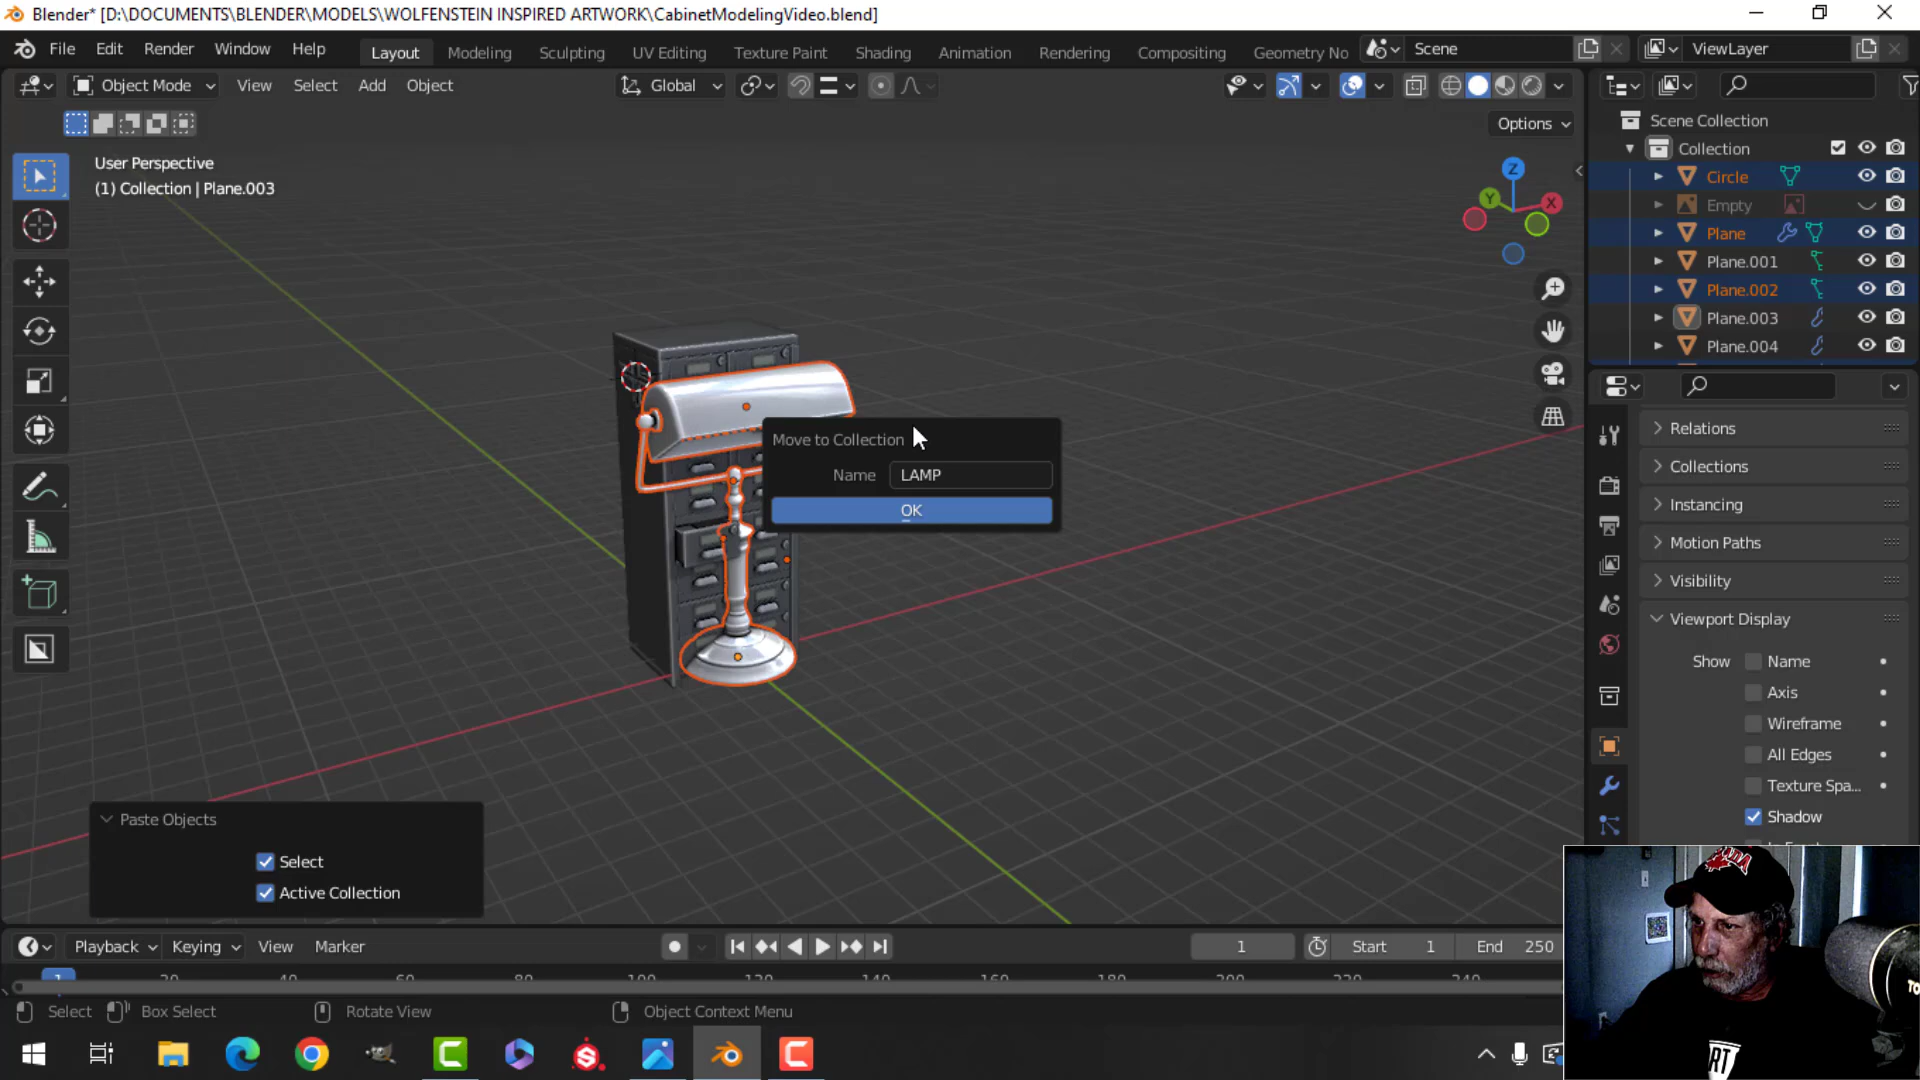 Blender* [D:\DOCUMENTS\BLENDER\MODELS\WOLFENSTEIN INSPIRED ARTWORK\CabinetModelingVideo.blend]
File Edit Render Window Help Layout Modeling Sculpting UV Editing Texture Paint Shading Animation Rendering Compositing Geometry No Scene ViewLayer
Object Mode View Select Add Object Global
Options
User Perspective
(1) Collection | Plane.003
Z
Y
X
Scene Collection
Collection
Circle
Empty
Plane
Plane.001
Plane.002
Plane.003
Plane.004
Move to Collection
Name LAMP
OK
Relations
Collections
Instancing
Motion Paths
Visibility
Viewport Display
Show Name
Axis
Wireframe
All Edges
Texture Spa...
Shadow
Paste Objects
Select
Active Collection
Playback Keying View Marker 1 Start 1 End 250
Select Box Select Rotate View Object Context Menu